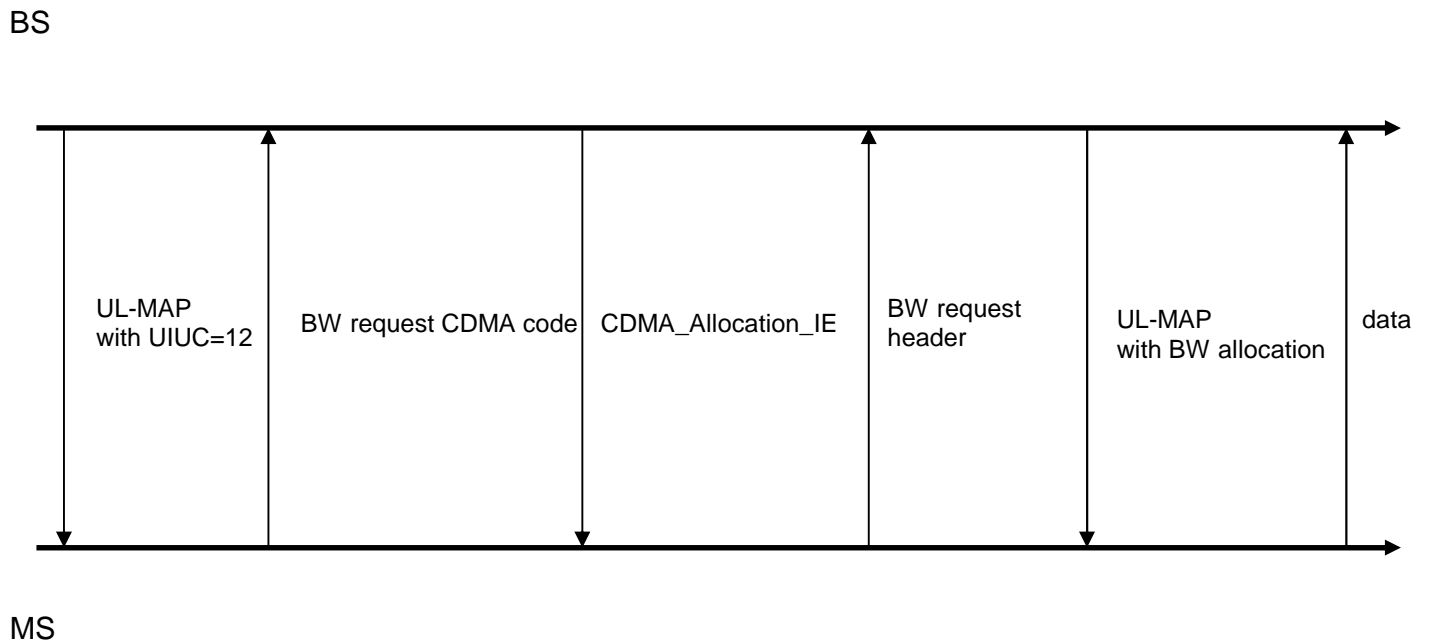 BS
UL-MAP
with UIUC=12
BW request CDMA code
CDMA_Allocation_IE
BW request
header
UL-MAP
with BW allocation
data
MS